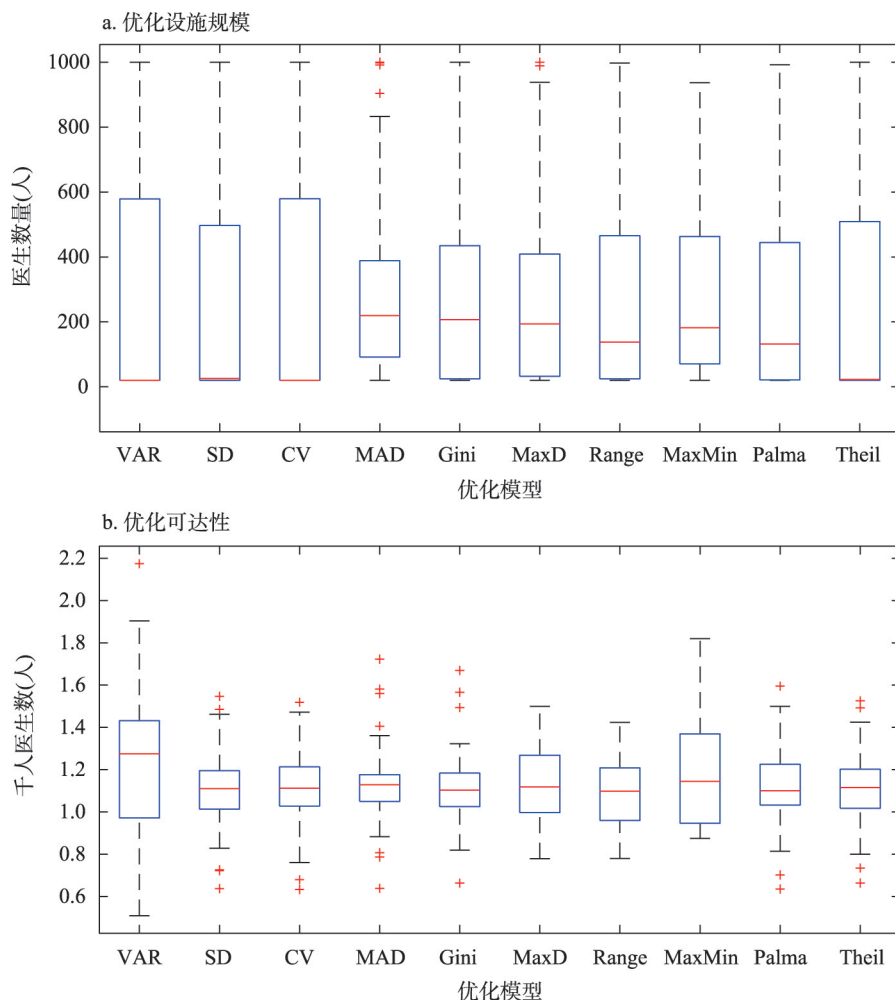 a. 优化设施规模
1000
800
600
400
200
0
医生数量(人)
VAR SD CV MAD Gini MaxD Range MaxMin Palma Theil
优化模型
b. 优化可达性
2.2
2.0
1.8
1.6
1.4
1.2
1.0
0.8
0.6
千人医生数(人)
VAR SD CV MAD Gini MaxD Range MaxMin Palma Theil
优化模型